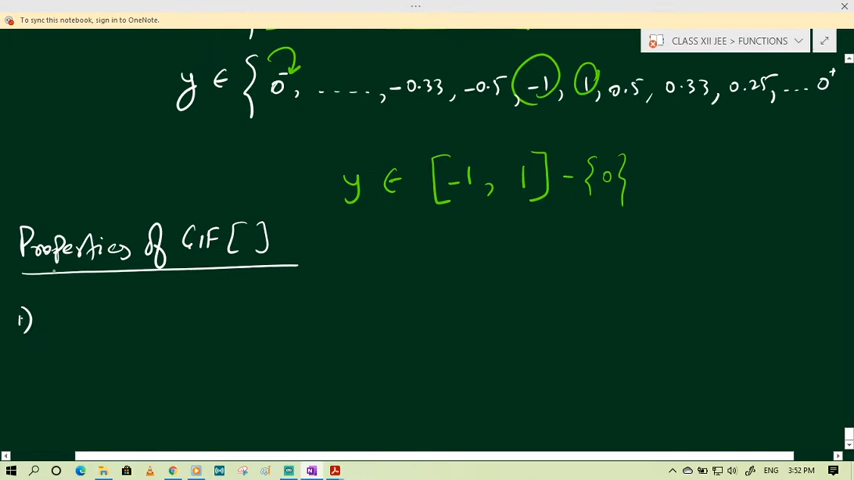 To sync this notebook, sign in to OneNote.
CLASS XII JEE > FUNCTIONS
y ∈ { 0⁻, ....., -0.33, -0.5, -1, 1, 0.5, 0.33, 0.25, ... 0⁺
y ∈ [-1, 1] - {0}
Properties of GIF [ ]
1)
ENG 3:52 PM